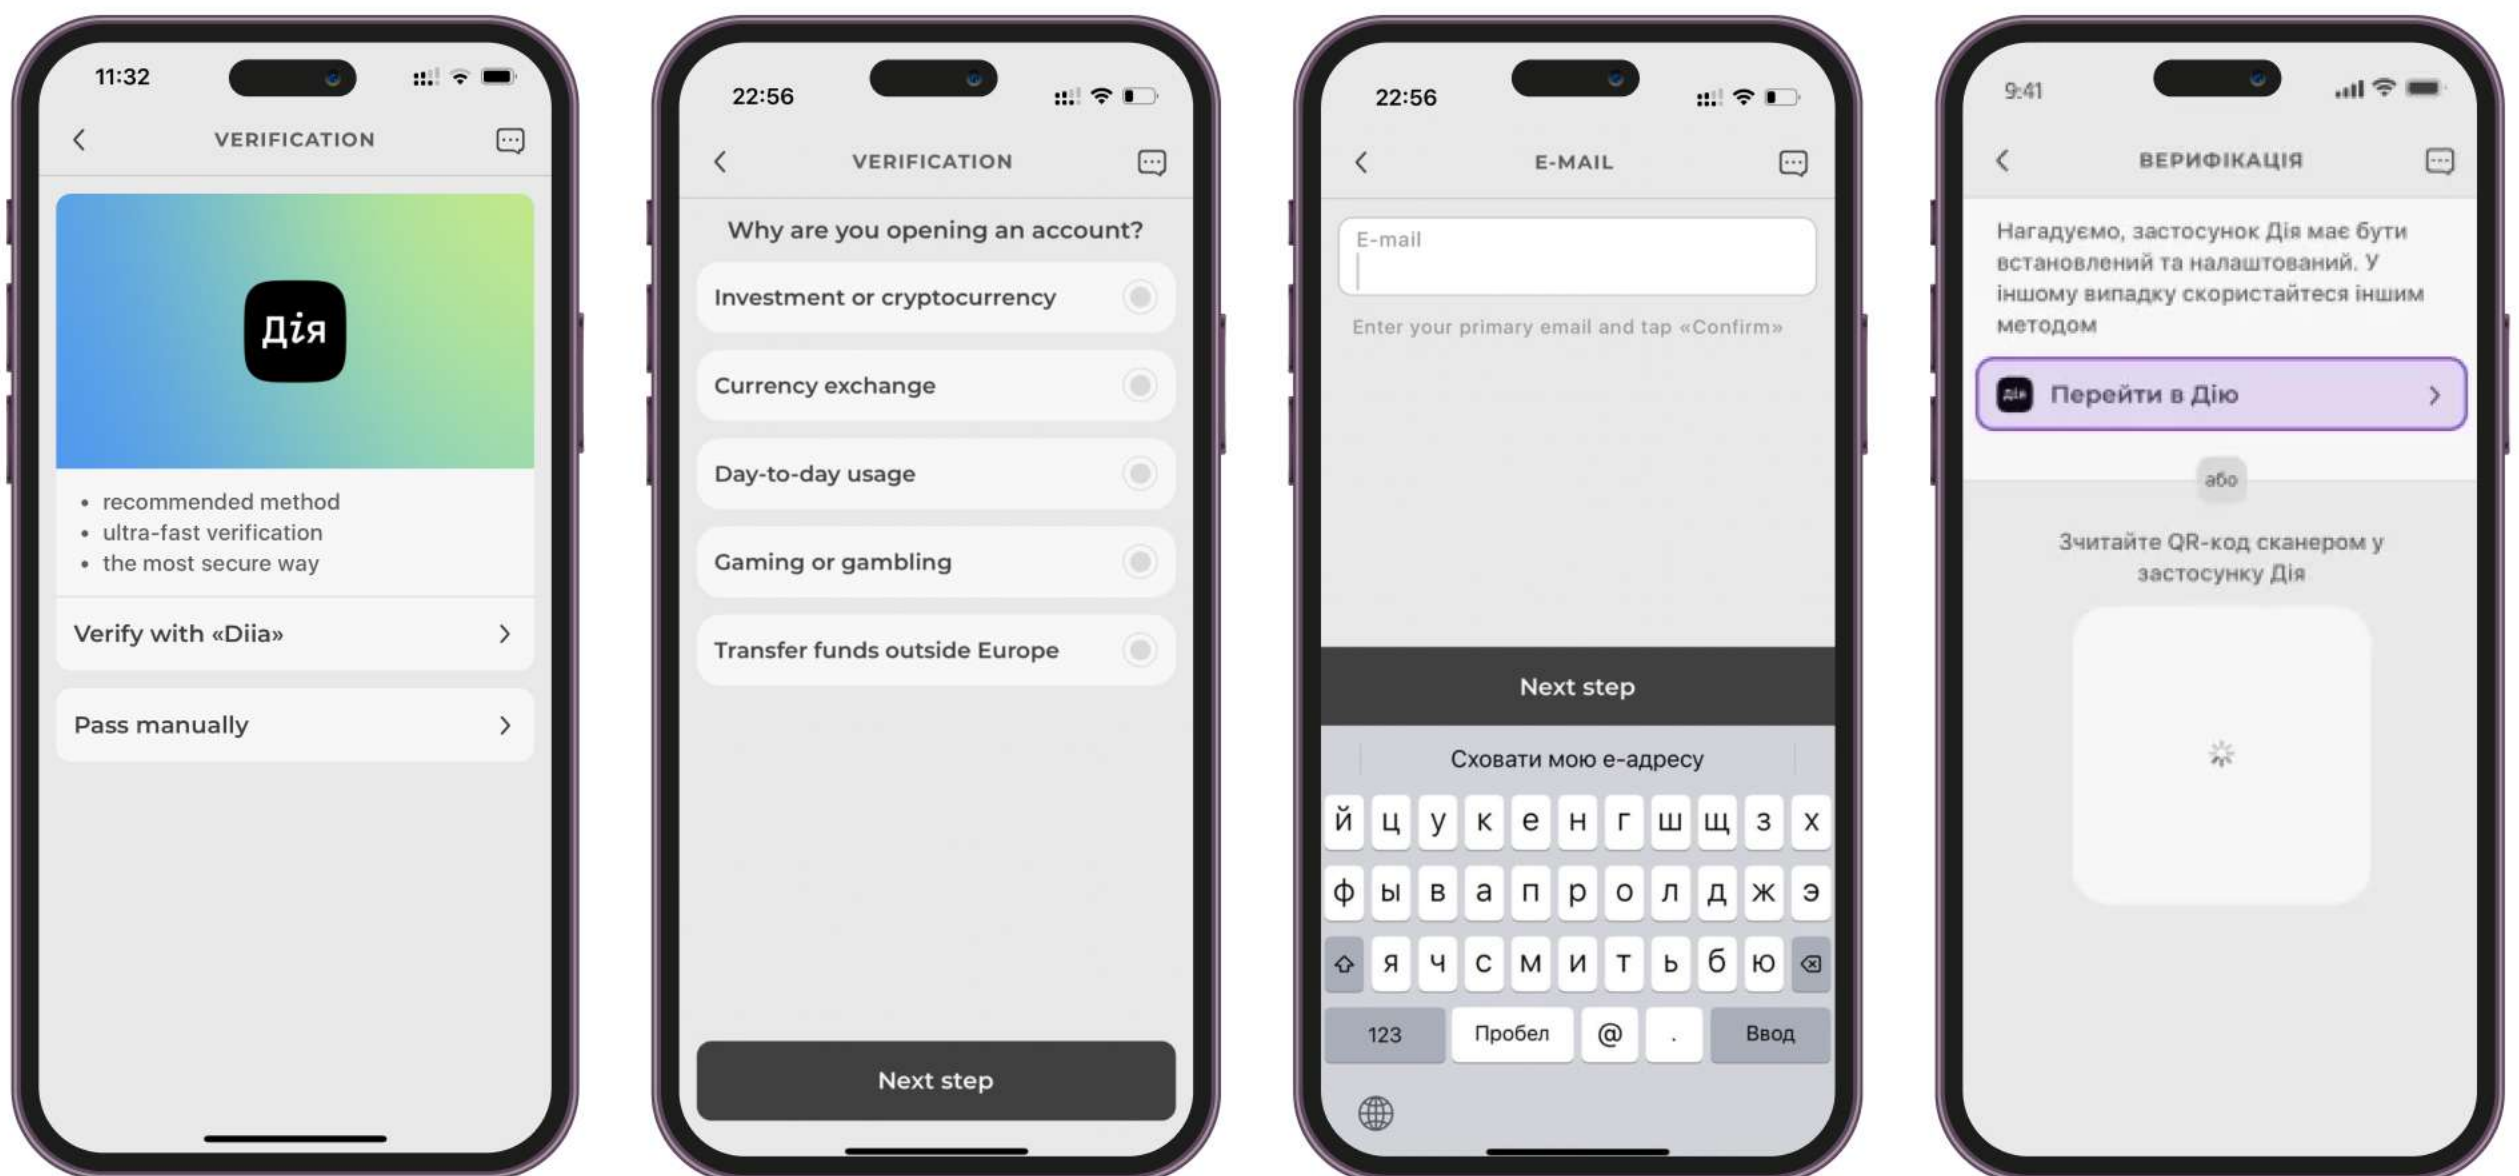 11:32
VERIFICATION
Дія
recommended method
ultra-fast verification
the most secure way
Verify with «Diia»
Pass manually
22:56
VERIFICATION
Why are you opening an account?
Investment or cryptocurrency
Currency exchange
Day-to-day usage
Gaming or gambling
Transfer funds outside Europe
Next step
22:56
E-MAIL
E-mail
Enter your primary email and tap «Confirm»
Next step
Сховати мою е-адресу
й ц у к е н г ш щ з х
ф ы в а п р о л д ж э
я ч с м и т ь б ю
123 Пробел @ . Ввод
9:41
ВЕРИФІКАЦІЯ
Нагадуємо, застосунок Дія має бути
встановлений та налаштований. У
іншому випадку скористайтеся іншим
методом
Дія Перейти в Дію
або
Зчитайте QR-код сканером у
застосунку Дія